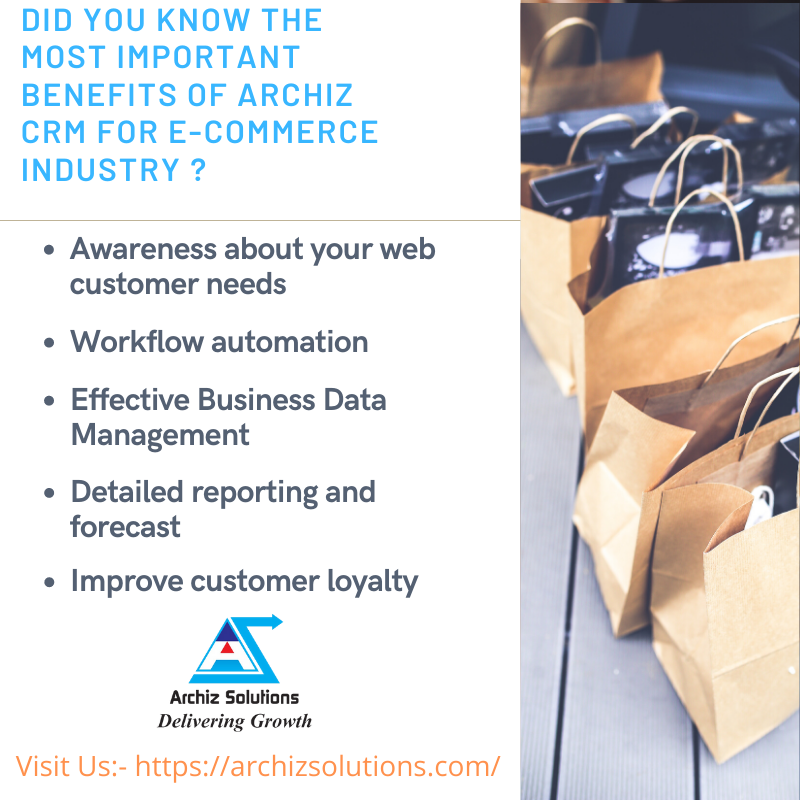 DID YOU KNOW THE
MOST IMPORTANT
BENEFITS OF ARCHIZ
CRM FOR E-COMMERCE
INDUSTRY ?
• Awareness about your web
customer needs
• Workflow automation
• Effective Business Data
Management
• Detailed reporting and
forecast
• Improve customer loyalty
Archiz Solutions
Delivering Growth
Visit Us:- https://archizsolutions.com/